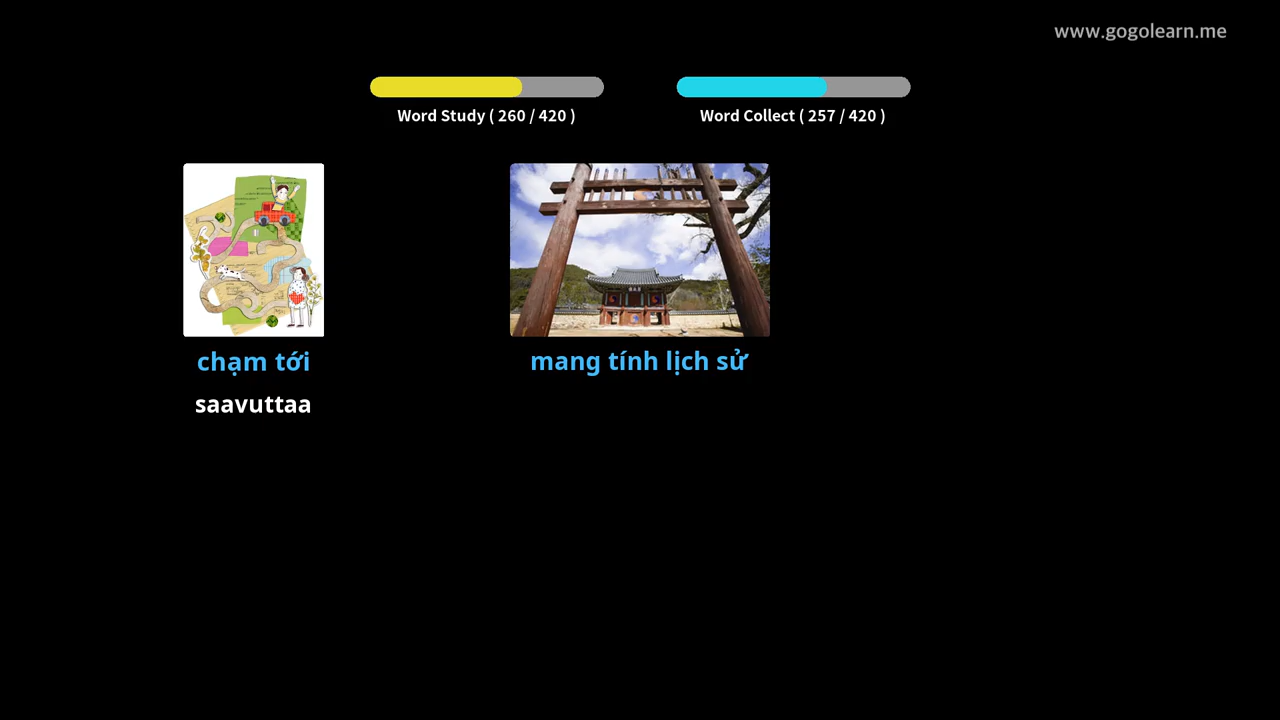 www.gogolearn.me
Word Study ( 260 / 420 )
Word Collect ( 257 / 420 )
chạm tới
saavuttaa
mang tính lịch sử